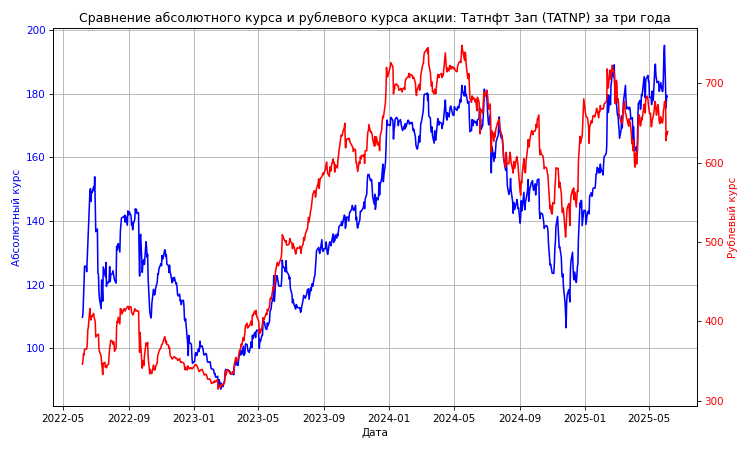 Сравнение абсолютного курса и рублевого курса акции: Татнфт 3ап (TATNP) за три года
200
180
160
140
120
100
Абсолютный курс
700
600
500
400
300
Рублевый курс
2022-05 2022-09 2023-01 2023-05 2023-09 2024-01 2024-05 2024-09 2025-01 2025-05
Дата